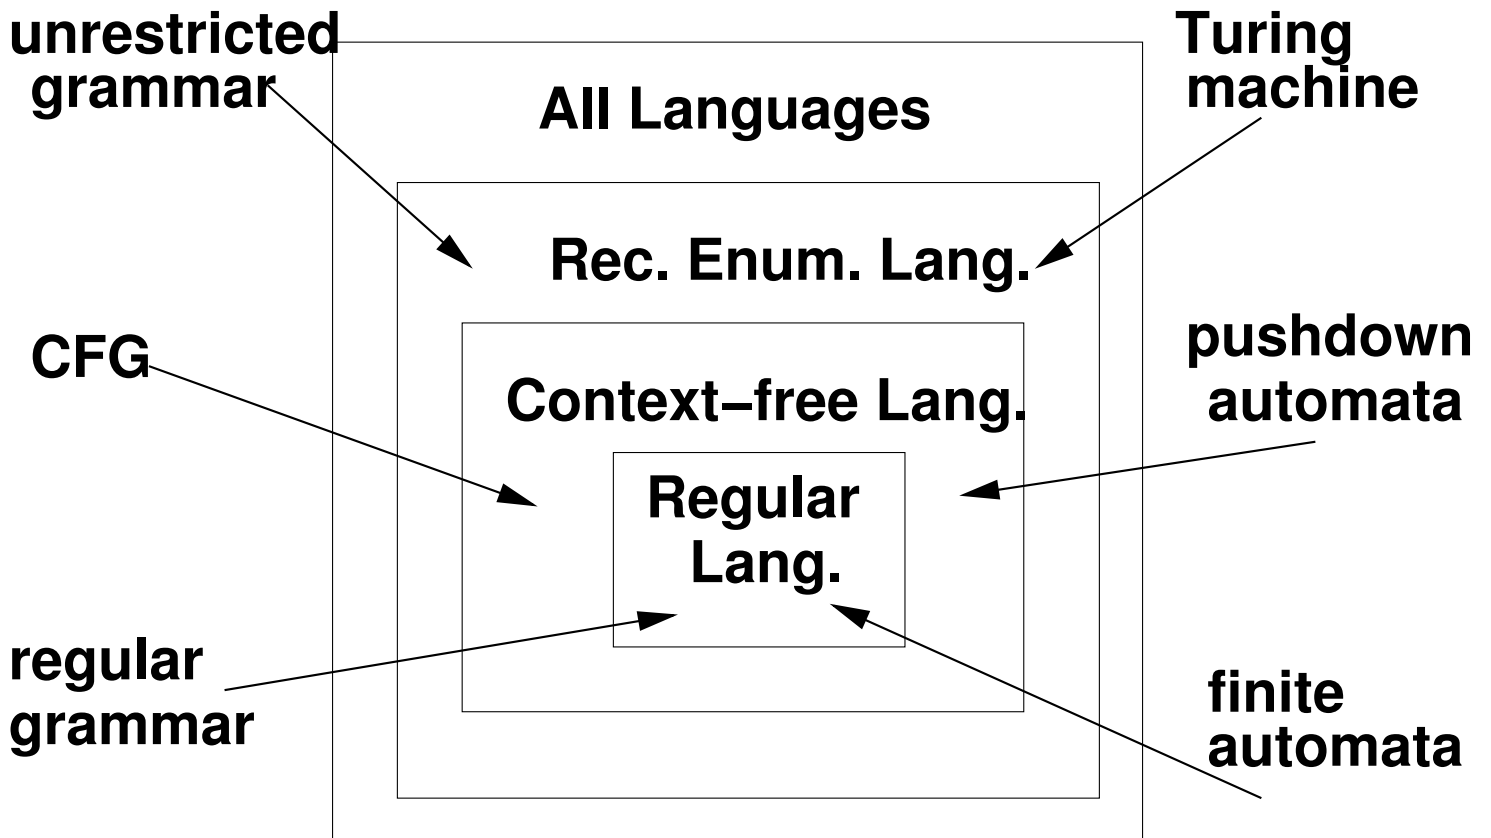 unrestricted
grammar
Turing
machine
All Languages
Rec. Enum. Lang.
CFG
pushdown
automata
Context–free Lang.
Regular
Lang.
regular
grammar
finite
automata